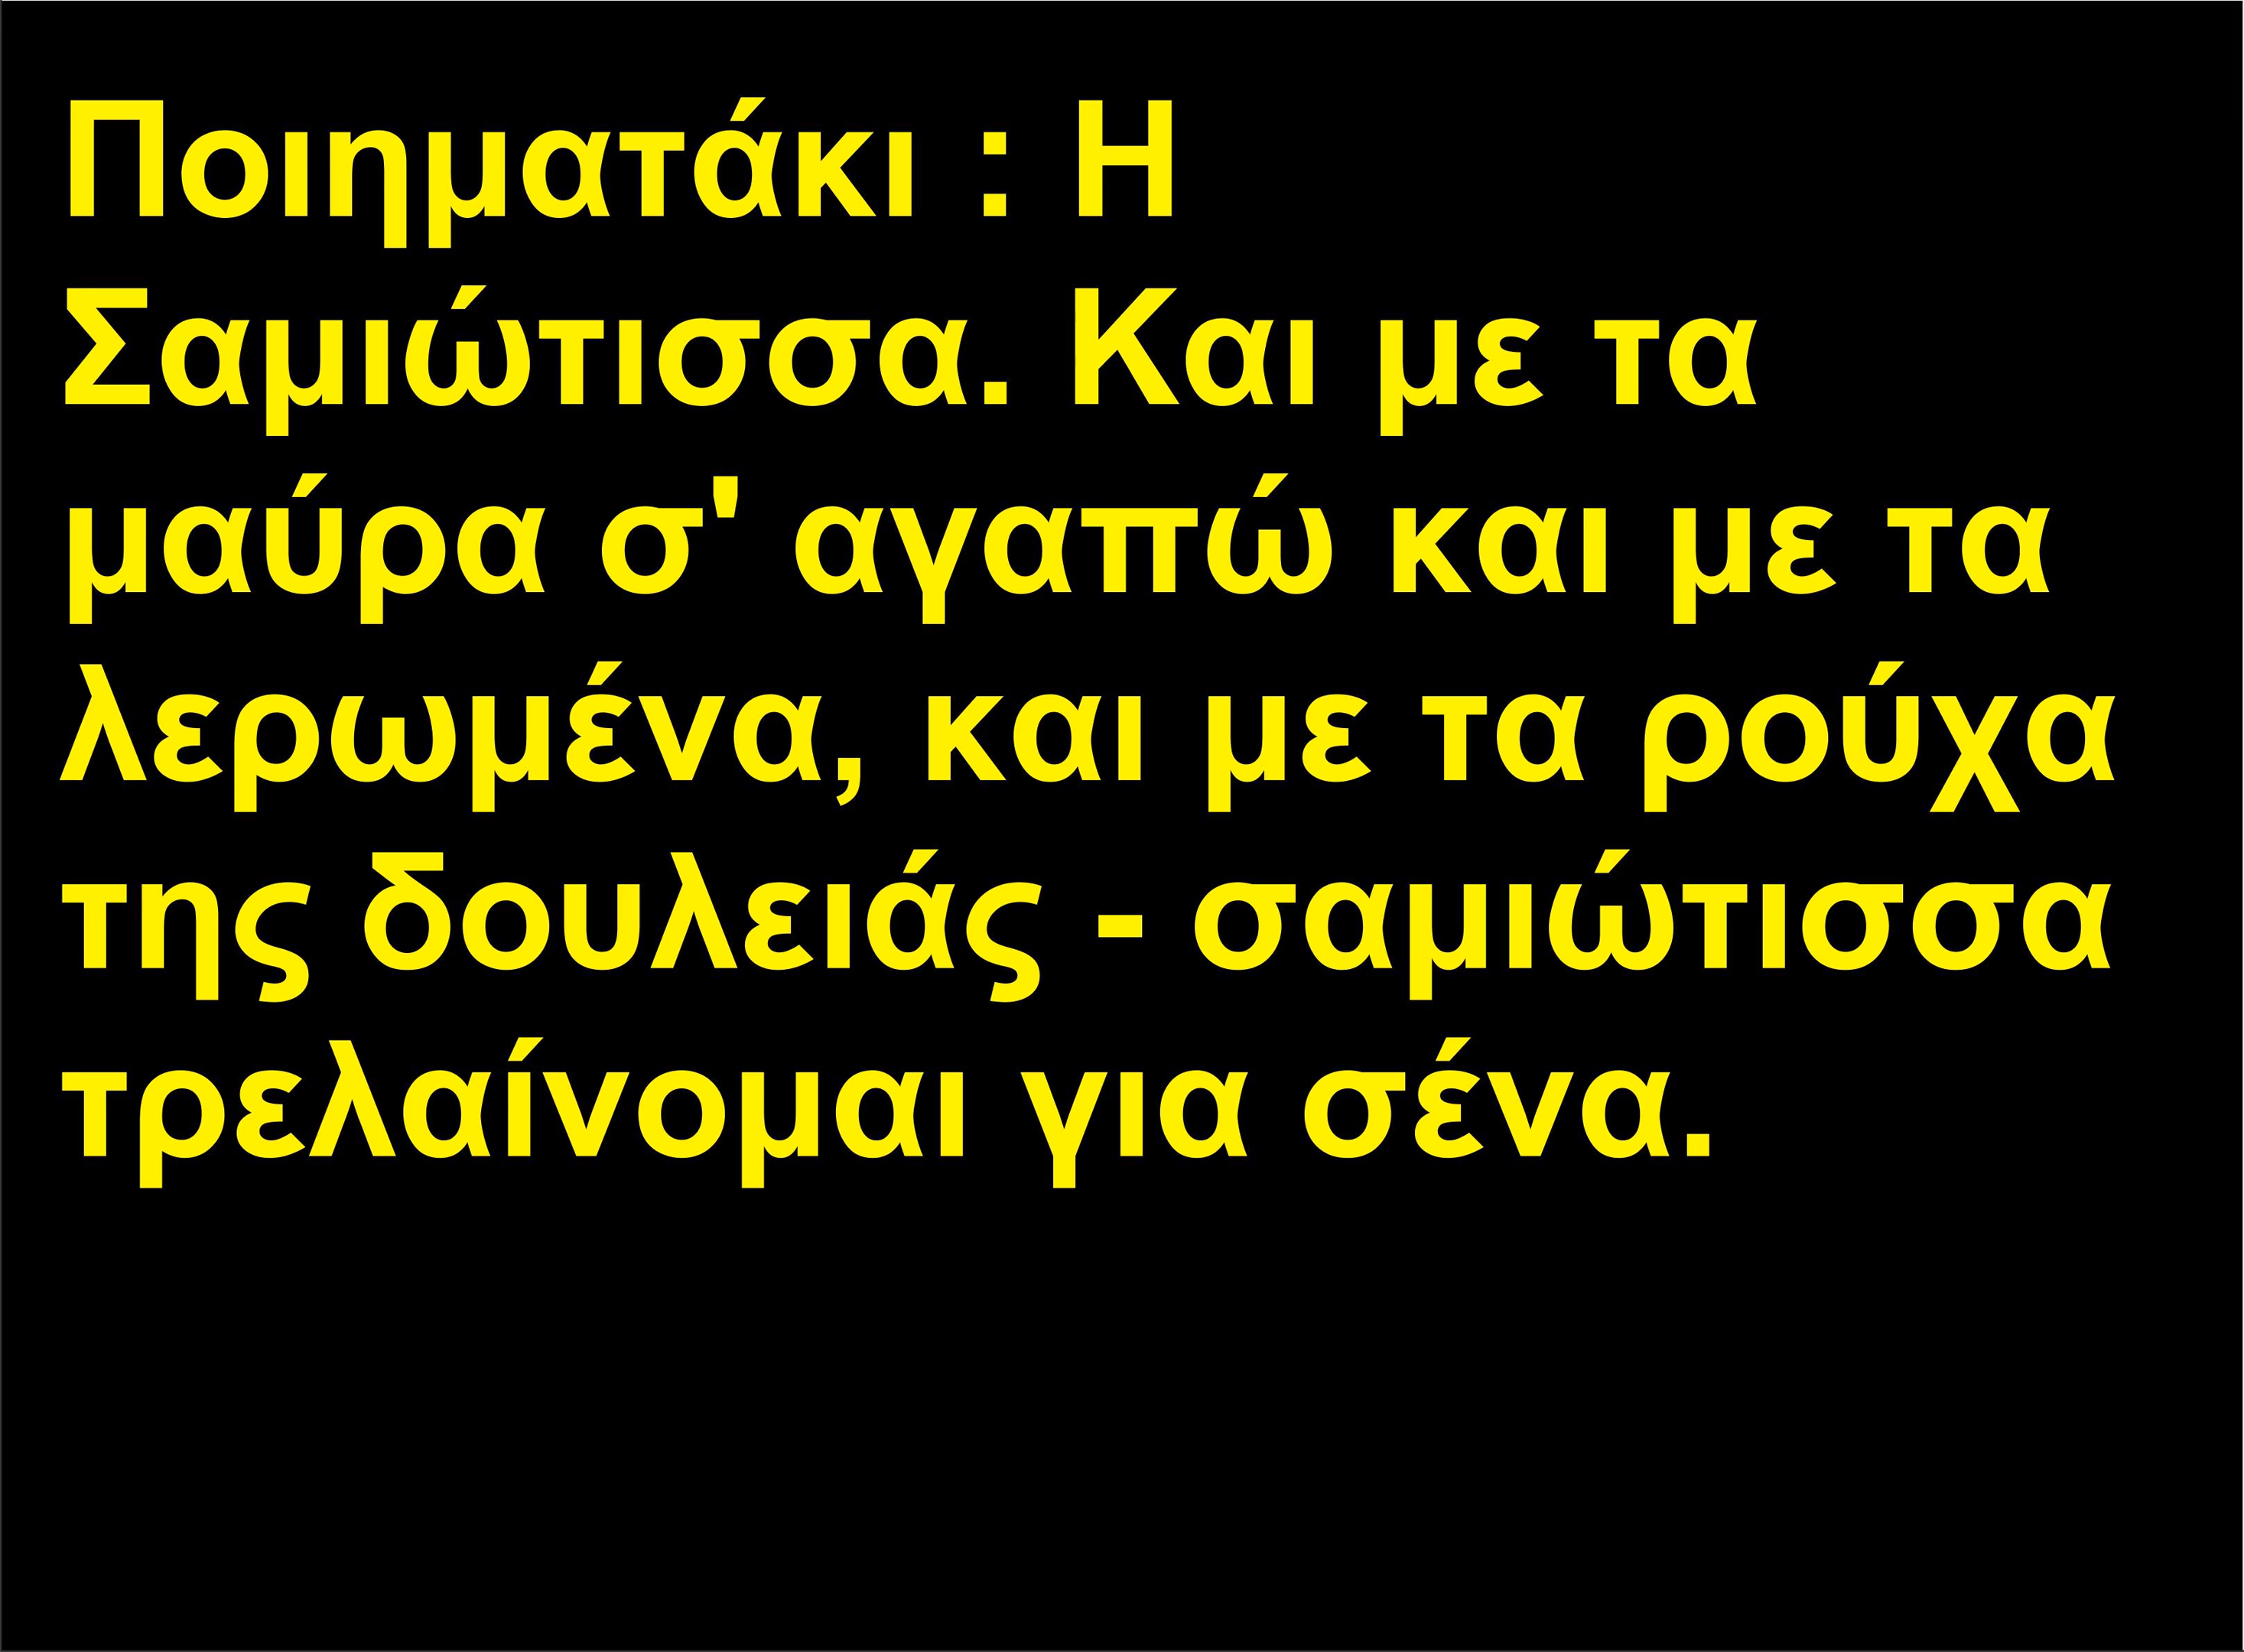 Ποιηματάκι : Η
Σαμιώτισσα. Και με τα
μαύρα σ' αγαπώ και με τα
λερωμένα, και με τα ρούχα
της δουλειάς - σαμιώτισσα
τρελαίνομαι για σένα.